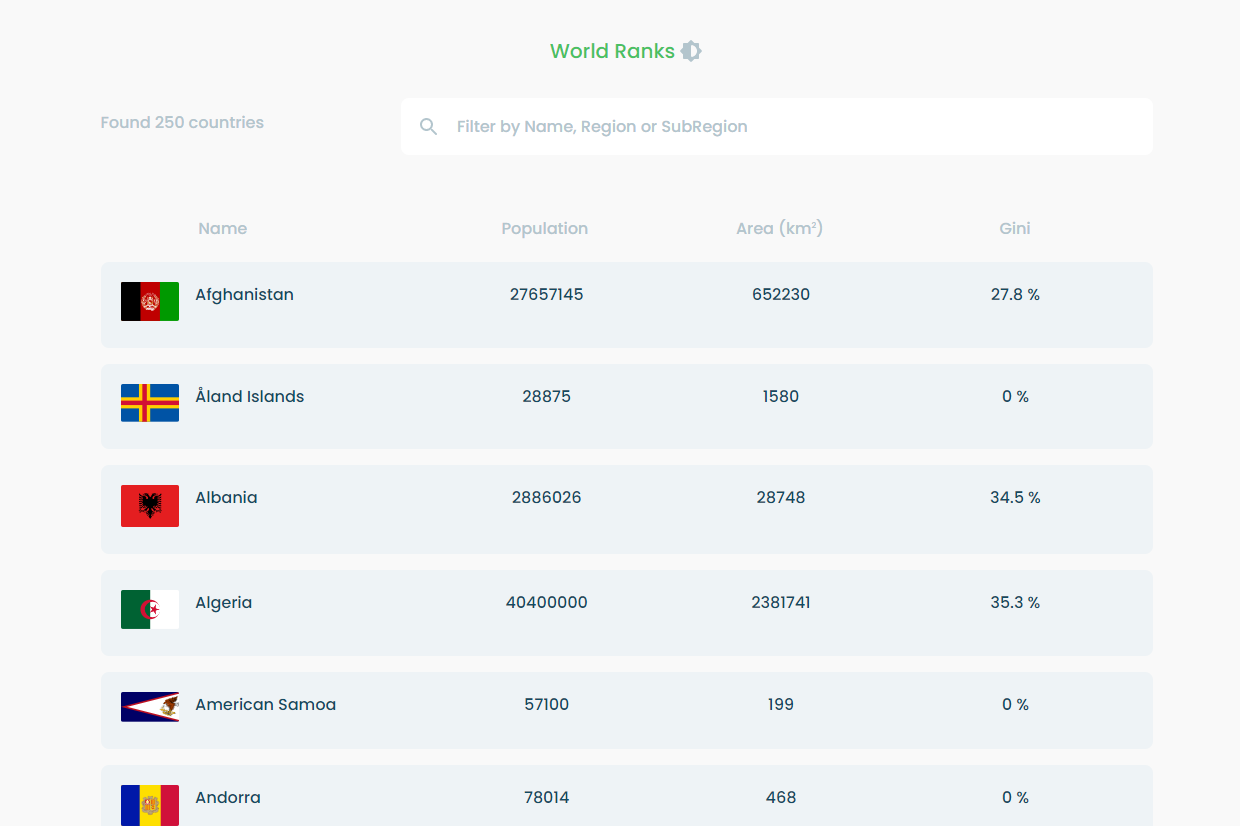 World Ranks
Found 250 countries
Filter by Name, Region or SubRegion
Name Population Area (km²) Gini
Afghanistan 27657145 652230 27.8 %
Åland Islands 28875 1580 0 %
Albania 2886026 28748 34.5 %
Algeria 40400000 2381741 35.3 %
American Samoa 57100 199 0 %
Andorra 78014 468 0 %